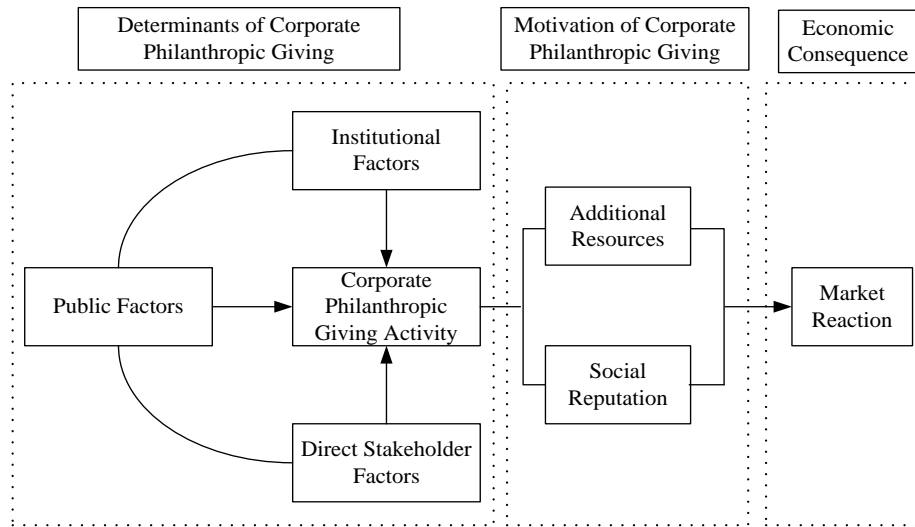 Determinants of Corporate
Philanthropic Giving
Motivation of Corporate
Philanthropic Giving
Economic
Consequence
Institutional
Factors
Additional
Resources
Public Factors
Corporate
Philanthropic
Giving Activity
Market
Reaction
Social
Reputation
Direct Stakeholder
Factors